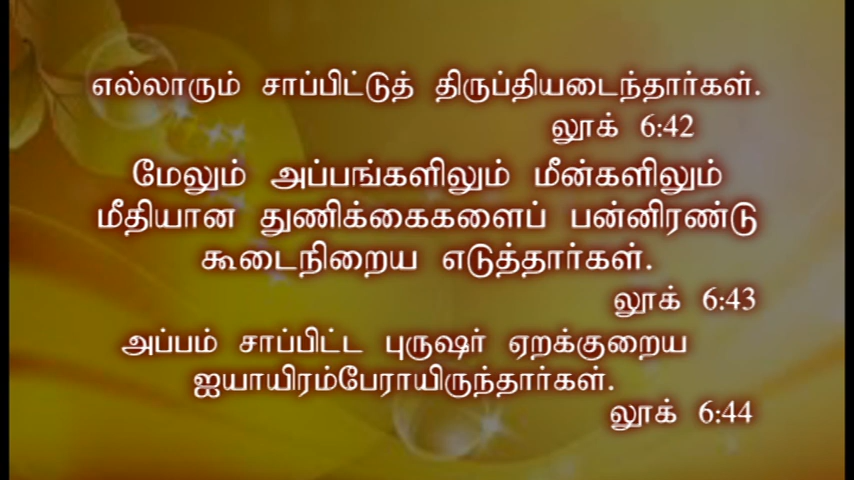 எல்லாரும் சாப்பிட்டுத் திருப்தியடைந்தார்கள்.
லூக் 6:42
மேலும் அப்பங்களிலும் மீன்களிலும்
மீதியான துணிக்கைகளைப் பன்னிரண்டு
கூடைநிறைய எடுத்தார்கள்.
லூக் 6:43
அப்பம் சாப்பிட்ட புருஷர் ஏறக்குறைய
ஐயாயிரம்பேராயிருந்தார்கள்.
லூக் 6:44